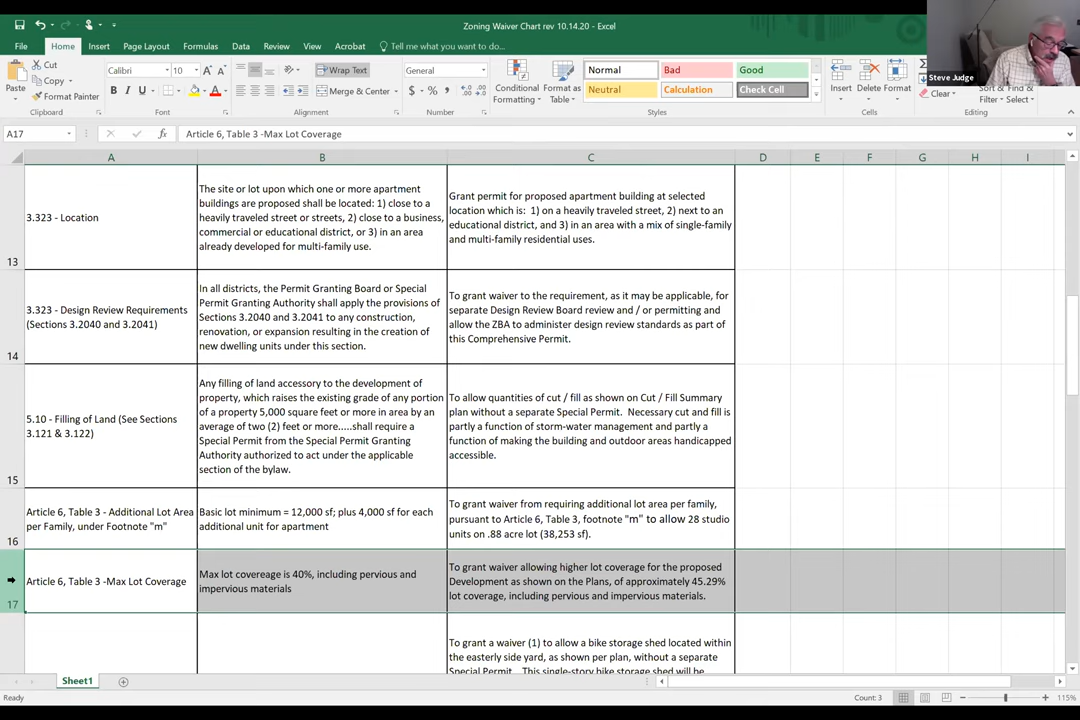 Zoning Waiver Chart rev 10.14.20 - Excel
File Home Insert Page Layout Formulas Data Review View Acrobat Tell me what you want to do...
Steve Judge
Paste
Cut
Copy
Format Painter
Clipboard
Calibri 10
B I U
Font
Wrap Text
Merge & Center
Alignment
General
$ % ,
Number
Conditional Formatting
Format as Table
Normal Bad Good
Neutral Calculation Check Cell
Styles
Insert Delete Format
Cells
Clear
Sort & Find &
Filter Select
Editing
A17 fx Article 6, Table 3 -Max Lot Coverage
A B C D E F G H I
13
3.323 - Location
The site or lot upon which one or more apartment
buildings are proposed shall be located: 1) close to a
heavily traveled street or streets, 2) close to a business,
commercial or educational district, or 3) in an area
already developed for multi-family use.
Grant permit for proposed apartment building at selected
location which is: 1) on a heavily traveled street, 2) next to an
educational district, and 3) in an area with a mix of single-family
and multi-family residential uses.
14
3.323 - Design Review Requirements
(Sections 3.2040 and 3.2041)
In all districts, the Permit Granting Board or Special
Permit Granting Authority shall apply the provisions of
Sections 3.2040 and 3.2041 to any construction,
renovation, or expansion resulting in the creation of
new dwelling units under this section.
To grant waiver to the requirement, as it may be applicable, for
separate Design Review Board review and / or permitting and
allow the ZBA to administer design review standards as part of
this Comprehensive Permit.
15
5.10 - Filling of Land (See Sections
3.121 & 3.122)
Any filling of land accessory to the development of
property, which raises the existing grade of any portion
of a property 5,000 square feet or more in area by an
average of two (2) feet or more.....shall require a
Special Permit from the Special Permit Granting
Authority authorized to act under the applicable
section of the bylaw.
To allow quantities of cut / fill as shown on Cut / Fill Summary
plan without a separate Special Permit. Necessary cut and fill is
partly a function of storm-water management and partly a
function of making the building and outdoor areas handicapped
accessible.
16
Article 6, Table 3 - Additional Lot Area
per Family, under Footnote "m"
Basic lot minimum = 12,000 sf; plus 4,000 sf for each
additional unit for apartment
To grant waiver from requiring additional lot area per family,
pursuant to Article 6, Table 3, footnote "m" to allow 28 studio
units on .88 acre lot (38,253 sf).
17
Article 6, Table 3 -Max Lot Coverage
Max lot covereage is 40%, including pervious and
impervious materials
To grant waiver allowing higher lot coverage for the proposed
Development as shown on the Plans, of approximately 45.29%
lot coverage, including pervious and impervious materials.
To grant a waiver (1) to allow a bike storage shed located within
the easterly side yard, as shown per plan, without a separate
Special Permit. This single-story bike storage shed will be
Sheet1
Ready
Count: 3
115%